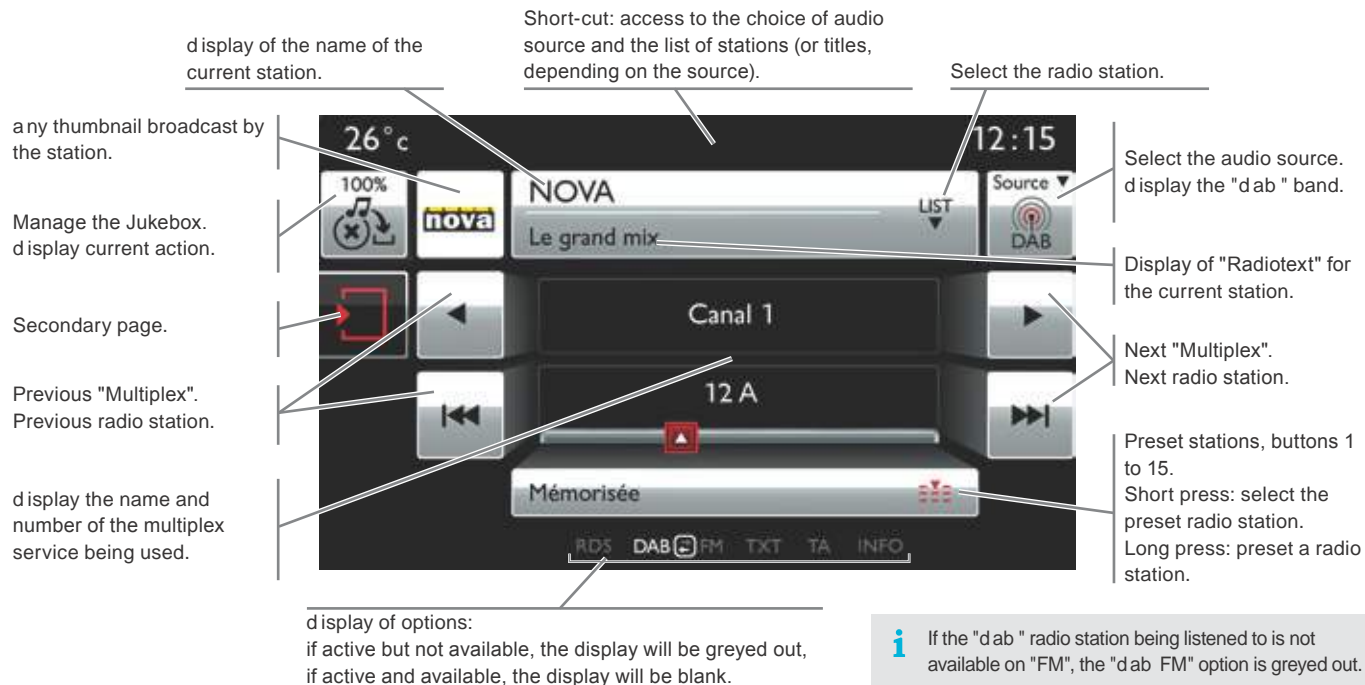 Short-cut: access to the choice of audio
source and the list of stations (or titles,
depending on the source).
d isplay of the name of the
current station.
Select the radio station.
a ny thumbnail broadcast by
the station.
Manage the Jukebox.
d isplay current action.
Secondary page.
Previous "Multiplex".
Previous radio station.
d isplay the name and
number of the multiplex
service being used.
26°c
12:15
100%
nova
NOVA
Le grand mix
LIST
Source
DAB
Canal 1
12 A
Mémorisée
RDS DAB FM TXT TA INFO
Select the audio source.
d isplay the "d ab " band.
Display of "Radiotext" for
the current station.
Next "Multiplex".
Next radio station.
Preset stations, buttons 1
to 15.
Short press: select the
preset radio station.
Long press: preset a radio
station.
d isplay of options:
if active but not available, the display will be greyed out,
if active and available, the display will be blank.
i
If the "d ab " radio station being listened to is not
available on "FM", the "d ab FM" option is greyed out.